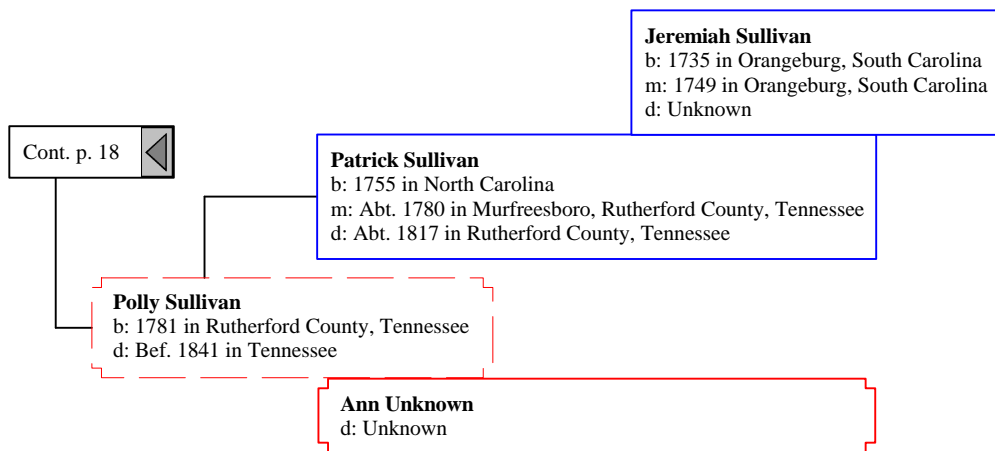 Jeremiah Sullivan
b: 1735 in Orangeburg, South Carolina
m: 1749 in Orangeburg, South Carolina
d: Unknown
Cont. p. 18
Patrick Sullivan
b: 1755 in North Carolina
m: Abt. 1780 in Murfreesboro, Rutherford County, Tennessee
d: Abt. 1817 in Rutherford County, Tennessee
Polly Sullivan
b: 1781 in Rutherford County, Tennessee
d: Bef. 1841 in Tennessee
Ann Unknown
d: Unknown